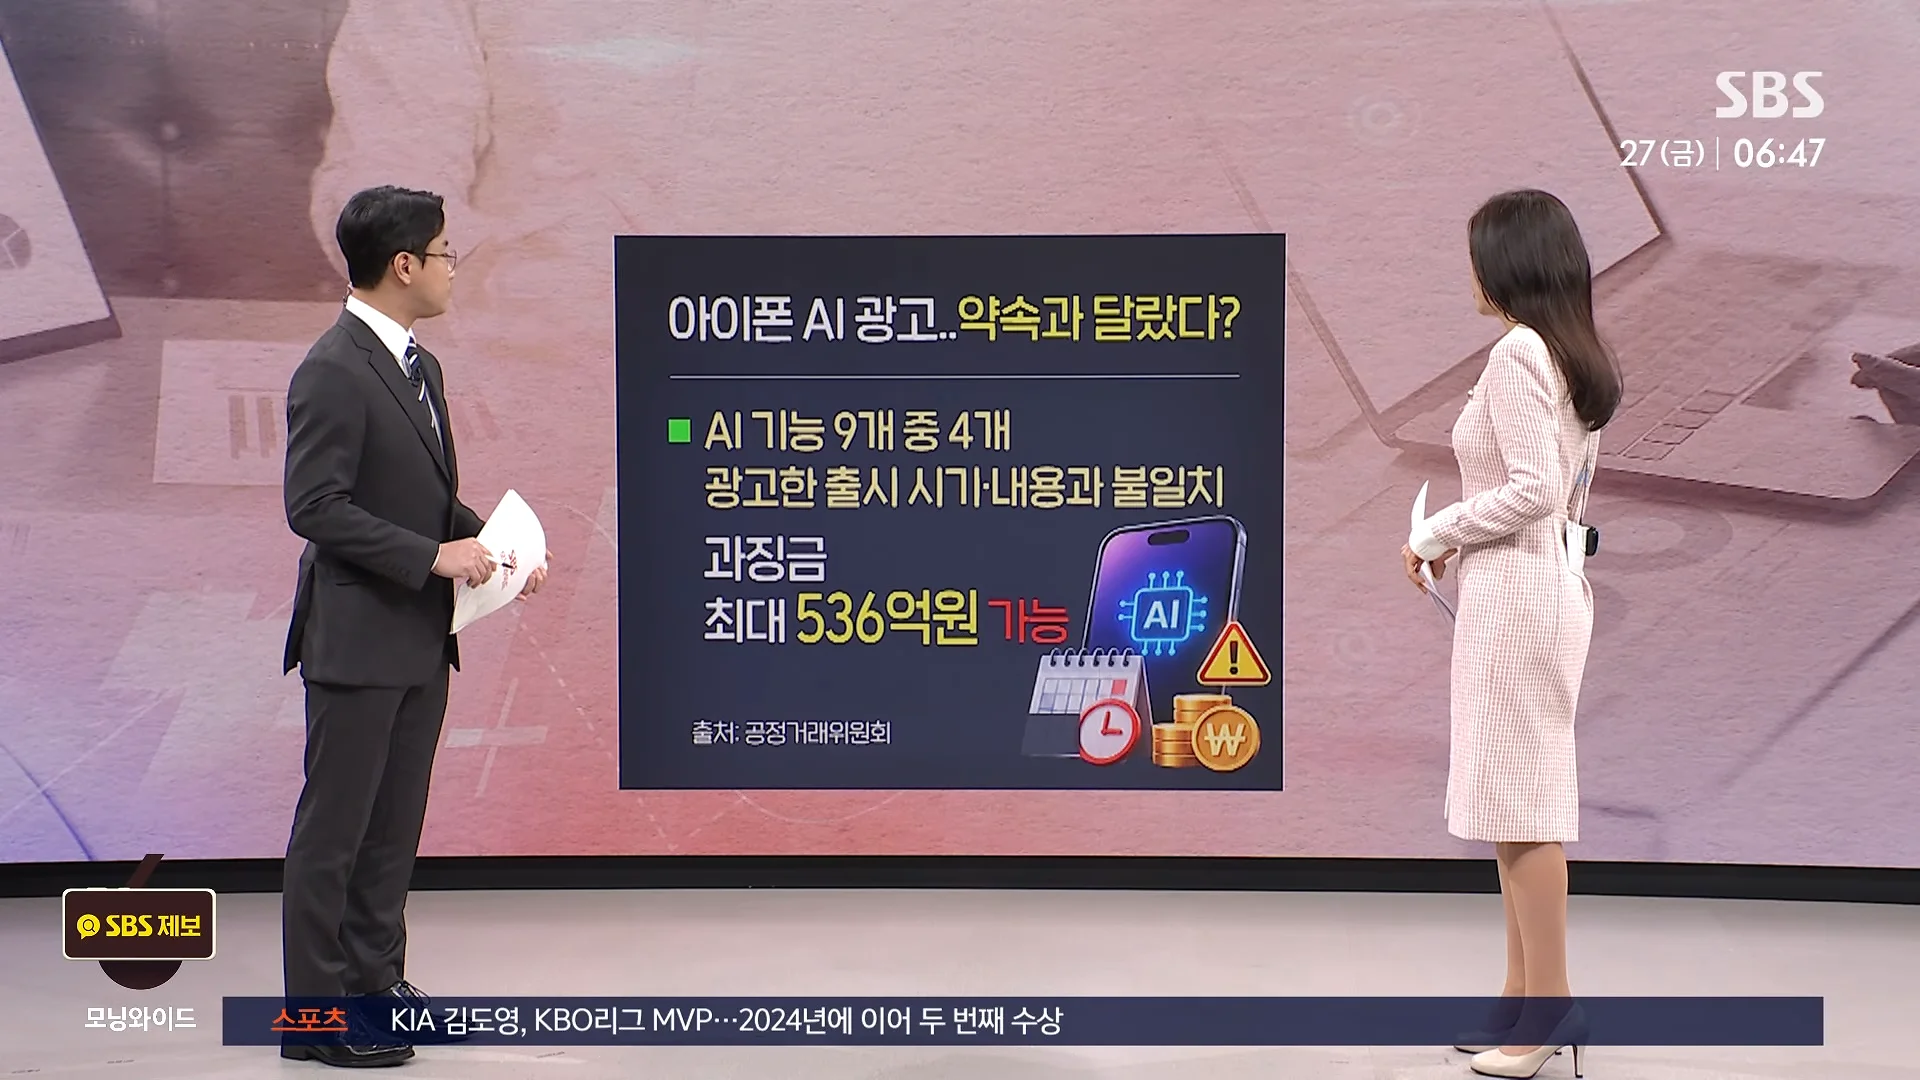 SBS
27(금) | 06:47
아이폰 AI 광고..약속과 달랐다?
AI 기능 9개 중 4개
광고한 출시 시기·내용과 불일치
과징금
최대 536억원 가능
AI
출처: 공정거래위원회
SBS 제보
모닝와이드
스포츠 KIA 김도영, KBO리그 MVP…2024년에 이어 두 번째 수상